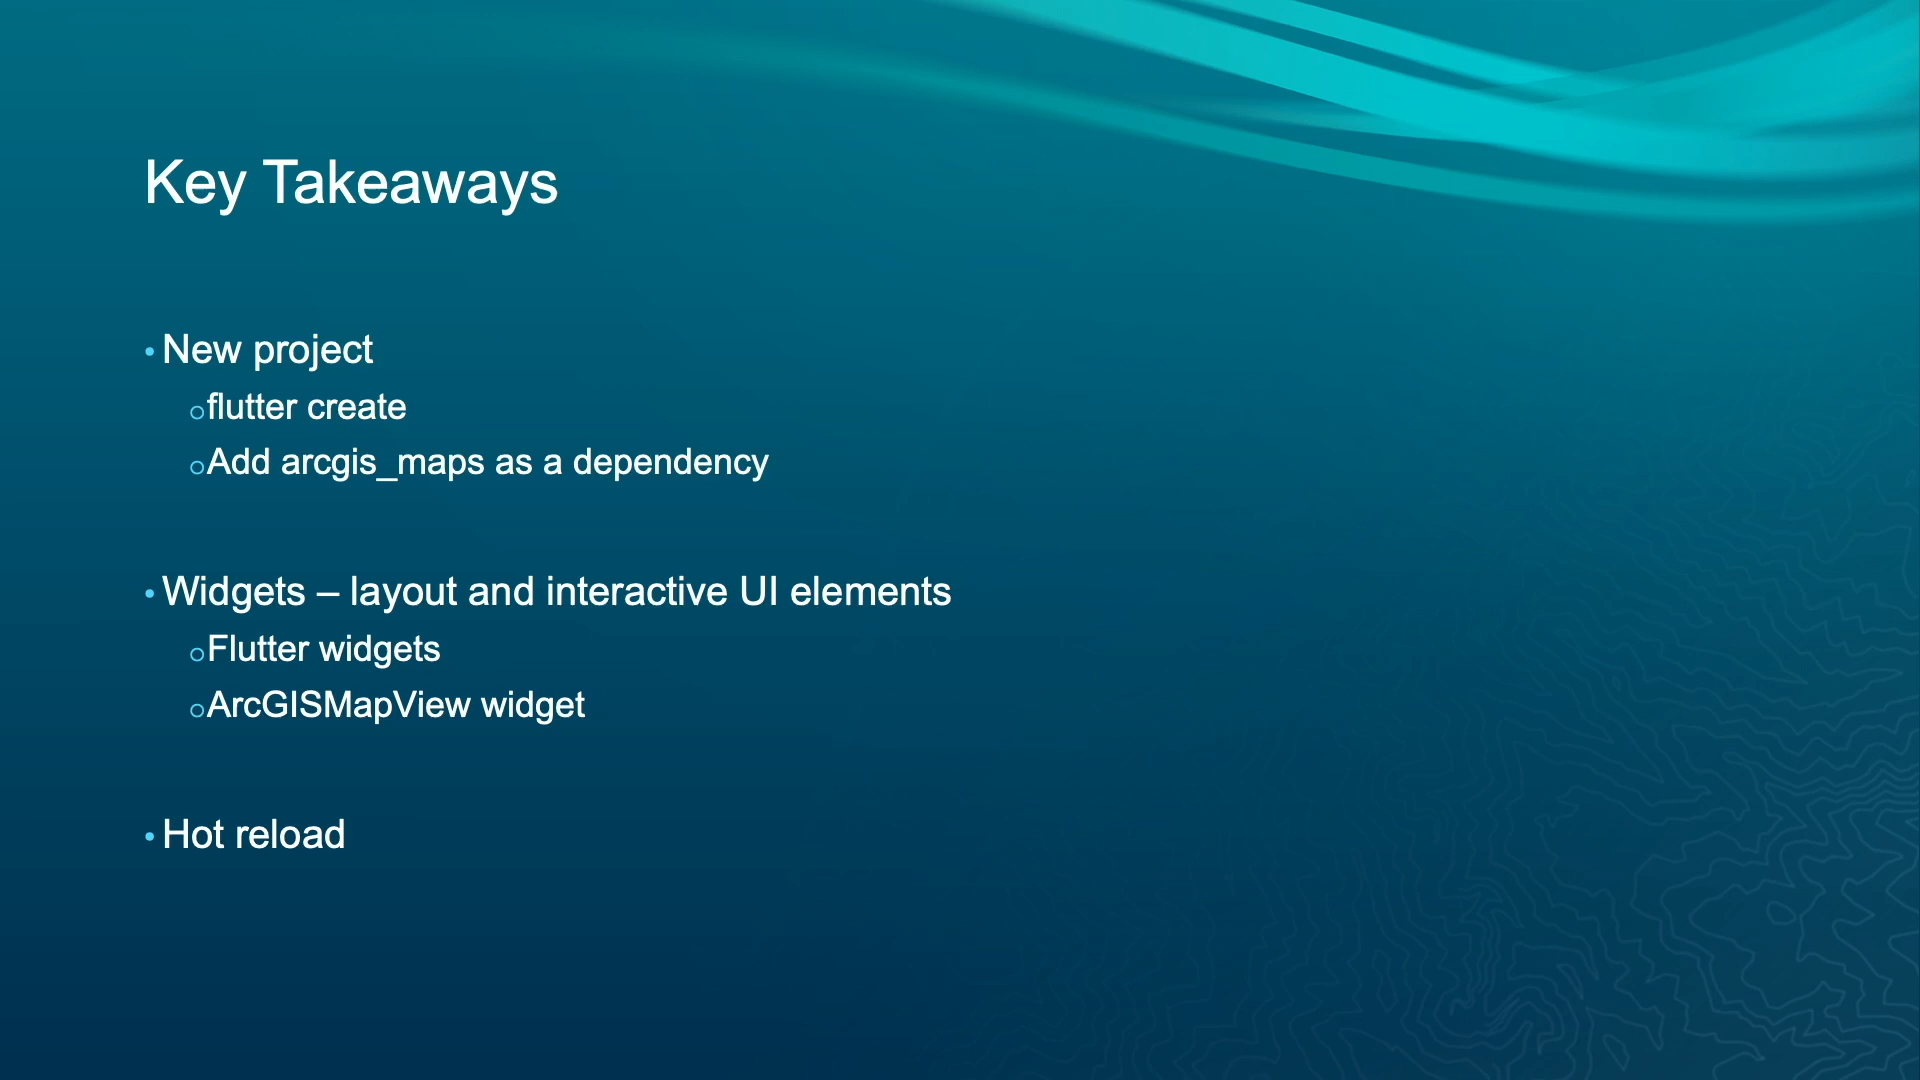 Key Takeaways
• New project
○ flutter create
○ Add arcgis_maps as a dependency
• Widgets – layout and interactive UI elements
○ Flutter widgets
○ ArcGISMapView widget
• Hot reload